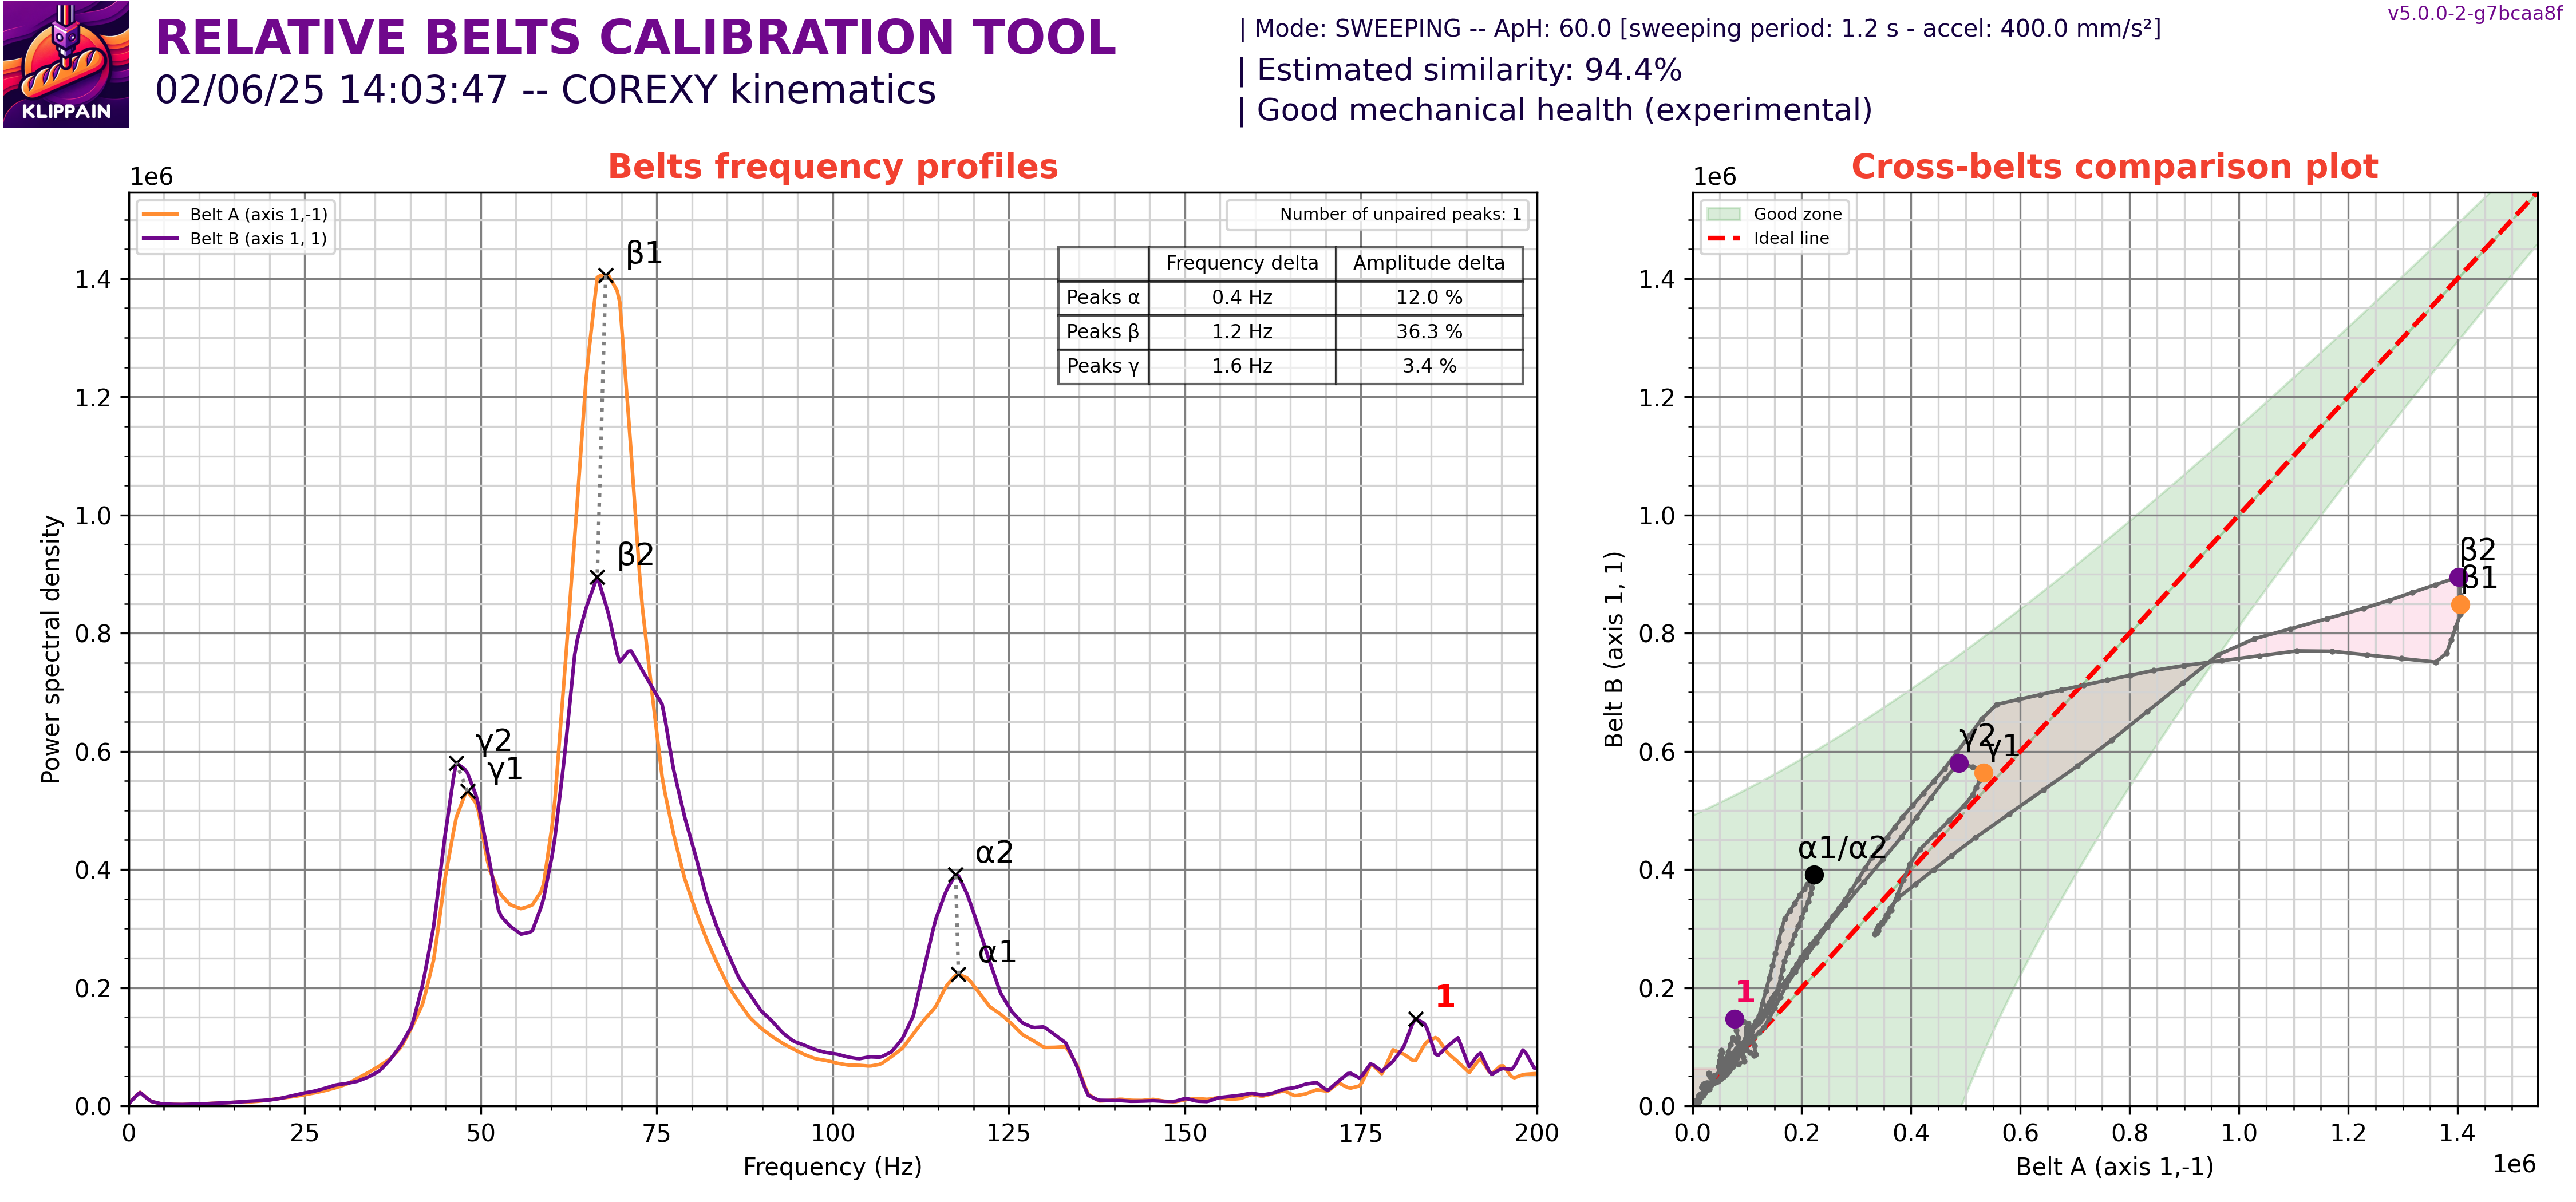 KLIPPAIN
RELATIVE BELTS CALIBRATION TOOL
02/06/25 14:03:47 -- COREXY kinematics
| Mode: SWEEPING -- ApH: 60.0 [sweeping period: 1.2 s - accel: 400.0 mm/s²]
| Estimated similarity: 94.4%
| Good mechanical health (experimental)
v5.0.0-2-g7bcaa8f
Belts frequency profiles
1e6
Belt A (axis 1,-1)
Belt B (axis 1, 1)
Number of unpaired peaks: 1
Frequency delta Amplitude delta
Peaks α 0.4 Hz 12.0 %
Peaks β 1.2 Hz 36.3 %
Peaks γ 1.6 Hz 3.4 %
β1
β2
γ2
γ1
α2
α1
1
Power spectral density
1.4
1.2
1.0
0.8
0.6
0.4
0.2
0.0
0 25 50 75 100 125 150 175 200
Frequency (Hz)
Cross-belts comparison plot
1e6
Good zone
Ideal line
β2
β1
γ2
γ1
α1/α2
1
Belt B (axis 1, 1)
1.4
1.2
1.0
0.8
0.6
0.4
0.2
0.0
0.0 0.2 0.4 0.6 0.8 1.0 1.2 1.4
Belt A (axis 1,-1)
1e6